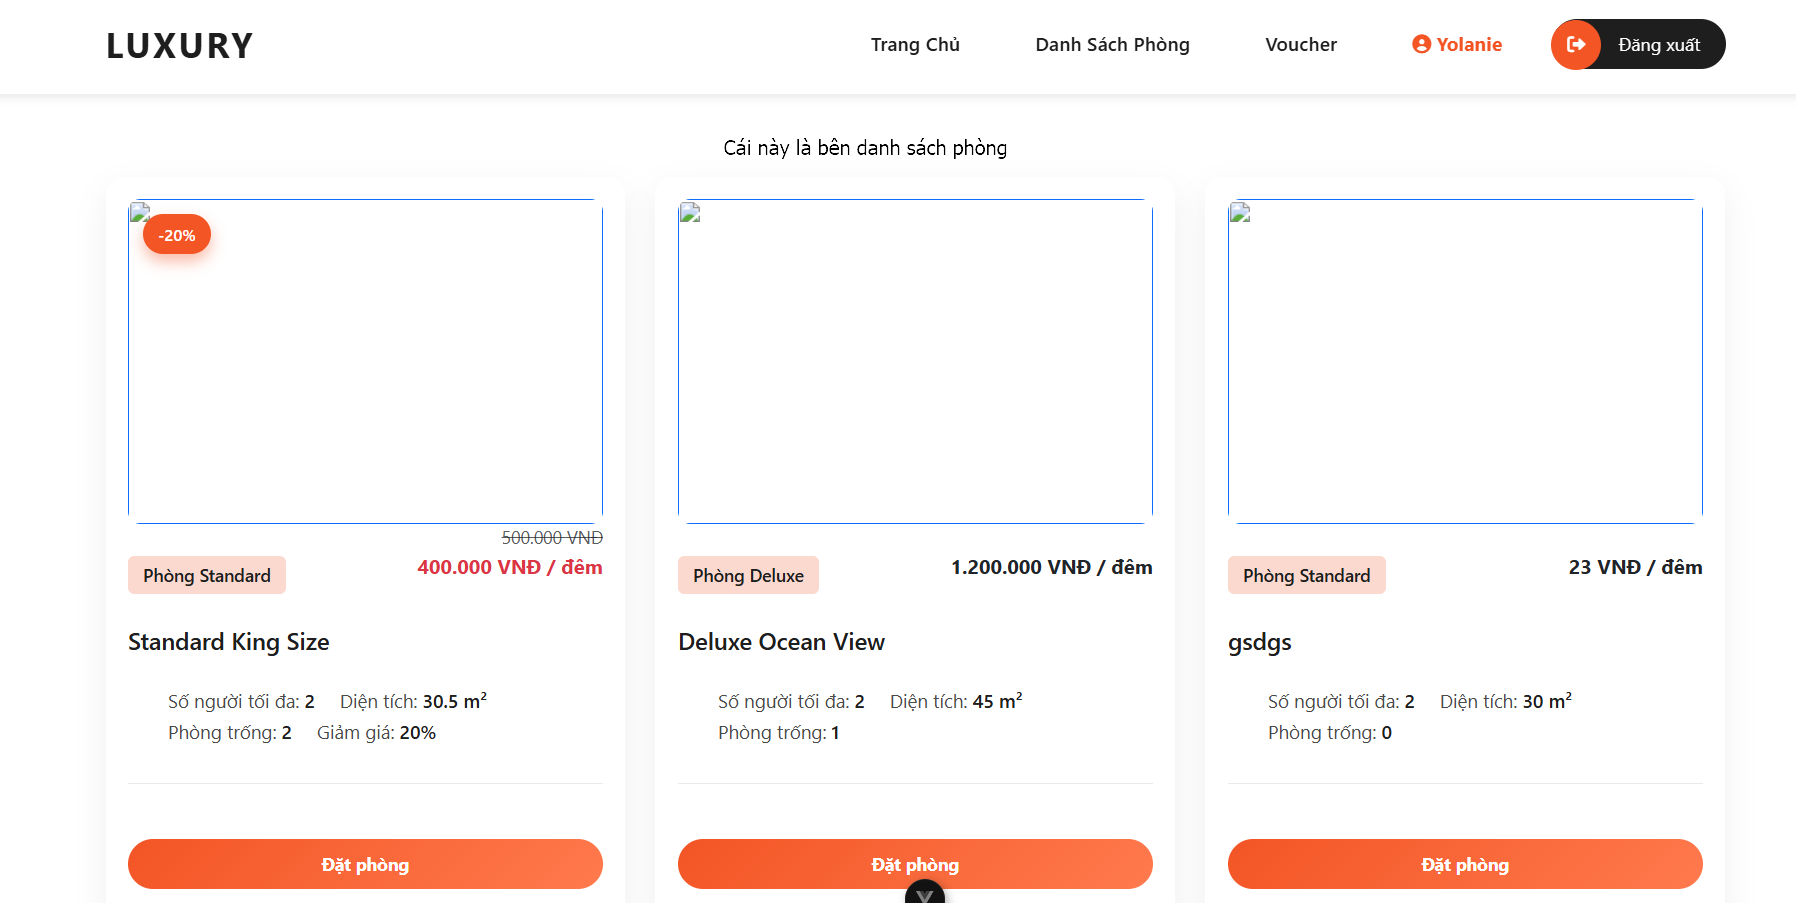 LUXURY
Trang Chủ
Danh Sách Phòng
Voucher
Yolanie
Đăng xuất
Cái này là bên danh sách phòng
-20%
500.000 VNĐ
Phòng Standard
400.000 VNĐ / đêm
Standard King Size
Số người tối đa: 2 Diện tích: 30.5 m²
Phòng trống: 2 Giảm giá: 20%
Đặt phòng
Phòng Deluxe
1.200.000 VNĐ / đêm
Deluxe Ocean View
Số người tối đa: 2 Diện tích: 45 m²
Phòng trống: 1
Đặt phòng
Phòng Standard
23 VNĐ / đêm
gsdgs
Số người tối đa: 2 Diện tích: 30 m²
Phòng trống: 0
Đặt phòng